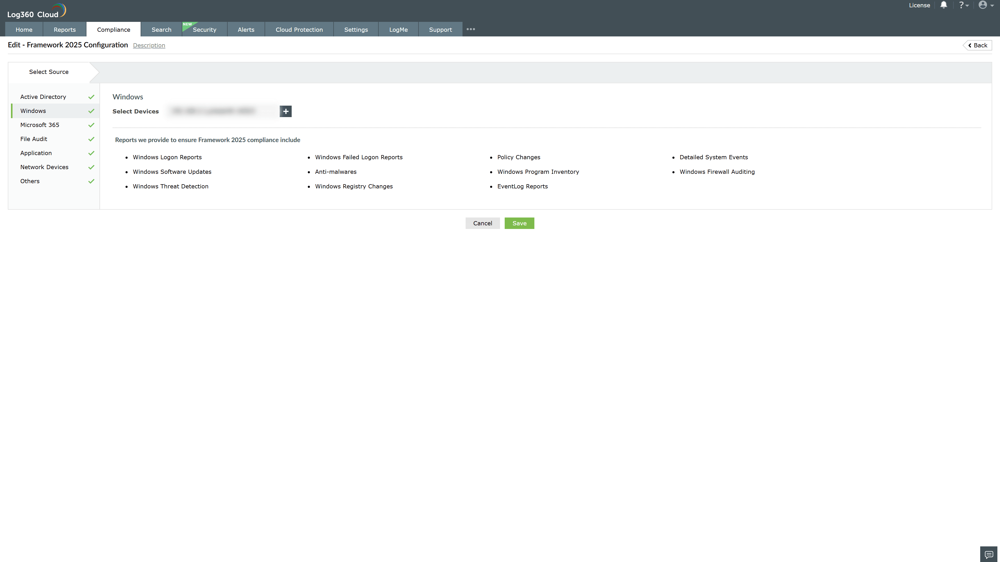 Log360 Cloud
License
?
Home
Reports
Compliance
Search
NEW
Security
Alerts
Cloud Protection
Settings
LogMe
Support
Edit - Framework 2025 Configuration
Description
Back
Select Source
Active Directory
Windows
Microsoft 365
File Audit
Application
Network Devices
Others
Windows
Select Devices
Reports we provide to ensure Framework 2025 compliance include
Windows Logon Reports
Windows Failed Logon Reports
Policy Changes
Detailed System Events
Windows Software Updates
Anti-malwares
Windows Program Inventory
Windows Firewall Auditing
Windows Threat Detection
Windows Registry Changes
EventLog Reports
Cancel
Save